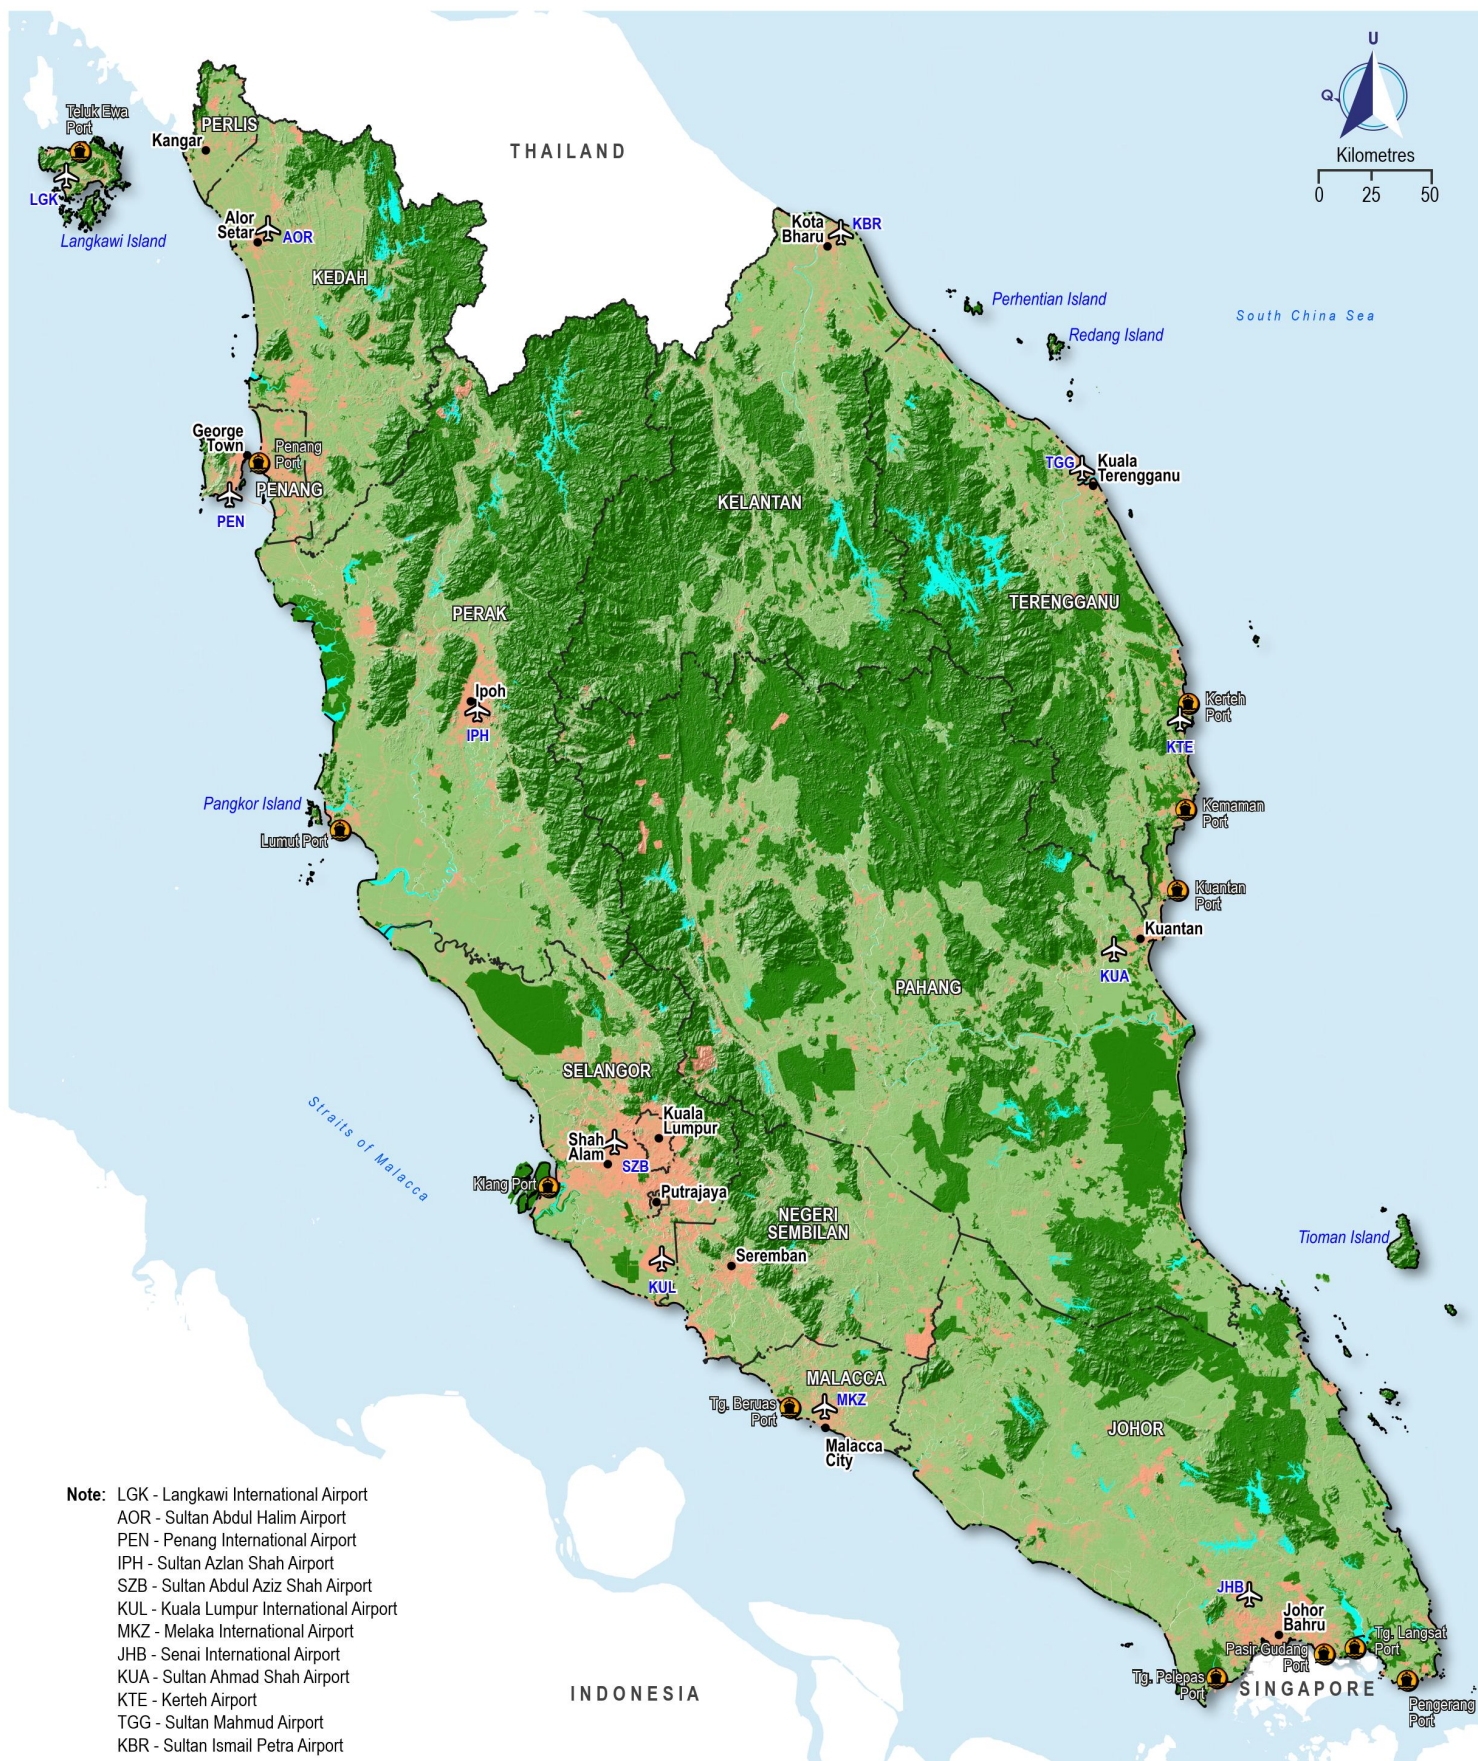 U
Q
Kilometres
0 25 50
THAILAND
Teluk Ewa
Port
PERLIS
Kangar
LGK
Langkawi Island
Alor
Setar
AOR
KEDAH
Kota
Bharu
KBR
Perhentian Island
Redang Island
South China Sea
George
Town
Penang
Port
PENANG
PEN
TGG
Kuala
Terengganu
KELANTAN
TERENGGANU
PERAK
Ipoh
IPH
Kerteh
Port
KTE
Pangkor Island
Lumut Port
Kemaman
Port
Kuantan
Port
Kuantan
KUA
PAHANG
SELANGOR
Straits of Malacca
Kuala
Lumpur
Shah
Alam
SZB
Klang Port
Putrajaya
NEGERI
SEMBILAN
Seremban
KUL
Tioman Island
MALACCA
MKZ
Tg. Beruas
Port
Malacca
City
JOHOR
JHB
Johor
Bahru
Tg. Langsat
Port
Pasir Gudang
Port
Tg. Pelepas
Port
SINGAPORE
Pengerang
Port
INDONESIA
Note: LGK - Langkawi International Airport
AOR - Sultan Abdul Halim Airport
PEN - Penang International Airport
IPH - Sultan Azlan Shah Airport
SZB - Sultan Abdul Aziz Shah Airport
KUL - Kuala Lumpur International Airport
MKZ - Melaka International Airport
JHB - Senai International Airport
KUA - Sultan Ahmad Shah Airport
KTE - Kerteh Airport
TGG - Sultan Mahmud Airport
KBR - Sultan Ismail Petra Airport